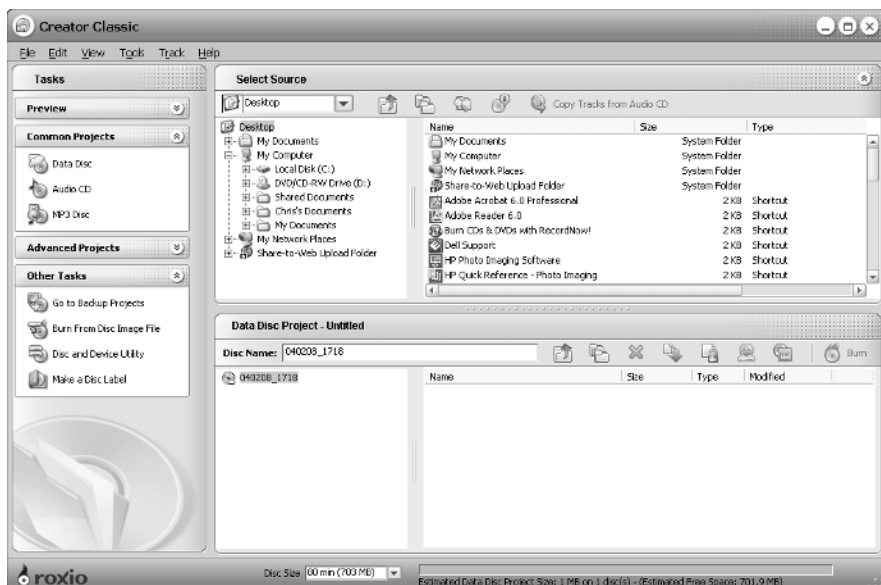 Creator Classic
File Edit View Tools Track Help
Tasks
Preview
Common Projects
Data Disc
Audio CD
MP3 Disc
Advanced Projects
Other Tasks
Go to Backup Projects
Burn From Disc Image File
Disc and Device Utility
Make a Disc Label
Select Source
Desktop
Copy Tracks from Audio CD
Desktop
My Documents
My Computer
Local Disk (C:)
DVD/CD-RW Drive (D:)
Shared Documents
Chris's Documents
My Documents
My Network Places
Share-to-Web Upload Folder
Name Size Type
My Documents System Folder
My Computer System Folder
My Network Places System Folder
Share-to-Web Upload Folder System Folder
Adobe Acrobat 6.0 Professional 2 KB Shortcut
Adobe Reader 6.0 2 KB Shortcut
Burn CDs & DVDs with RecordNow! 2 KB Shortcut
Dell Support 2 KB Shortcut
HP Photo Imaging Software 2 KB Shortcut
HP Quick Reference - Photo Imaging 2 KB Shortcut
Data Disc Project - Untitled
Disc Name: 040208_1718
Burn
040208_1718
Name Size Type Modified
roxio
Disc Size 80 min (703 MB)
Estimated Data Disc Project Size: 1 MB on 1 disc(s) - (Estimated Free Space: 701.9 MB)